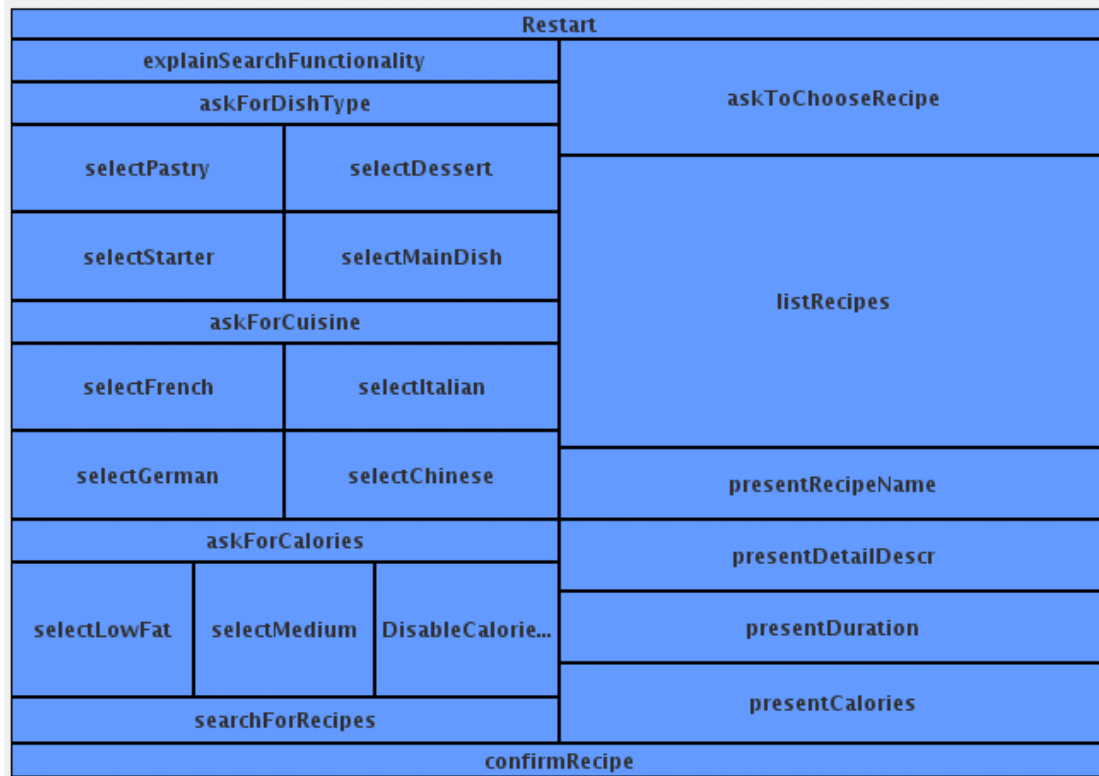 Restart
explainSearchFunctionality
askForDishType
selectPastry
selectDessert
selectStarter
selectMainDish
askForCuisine
selectFrench
selectItalian
selectGerman
selectChinese
askForCalories
selectLowFat
selectMedium
DisableCalorie...
searchForRecipes
askToChooseRecipe
listRecipes
presentRecipeName
presentDetailDescr
presentDuration
presentCalories
confirmRecipe